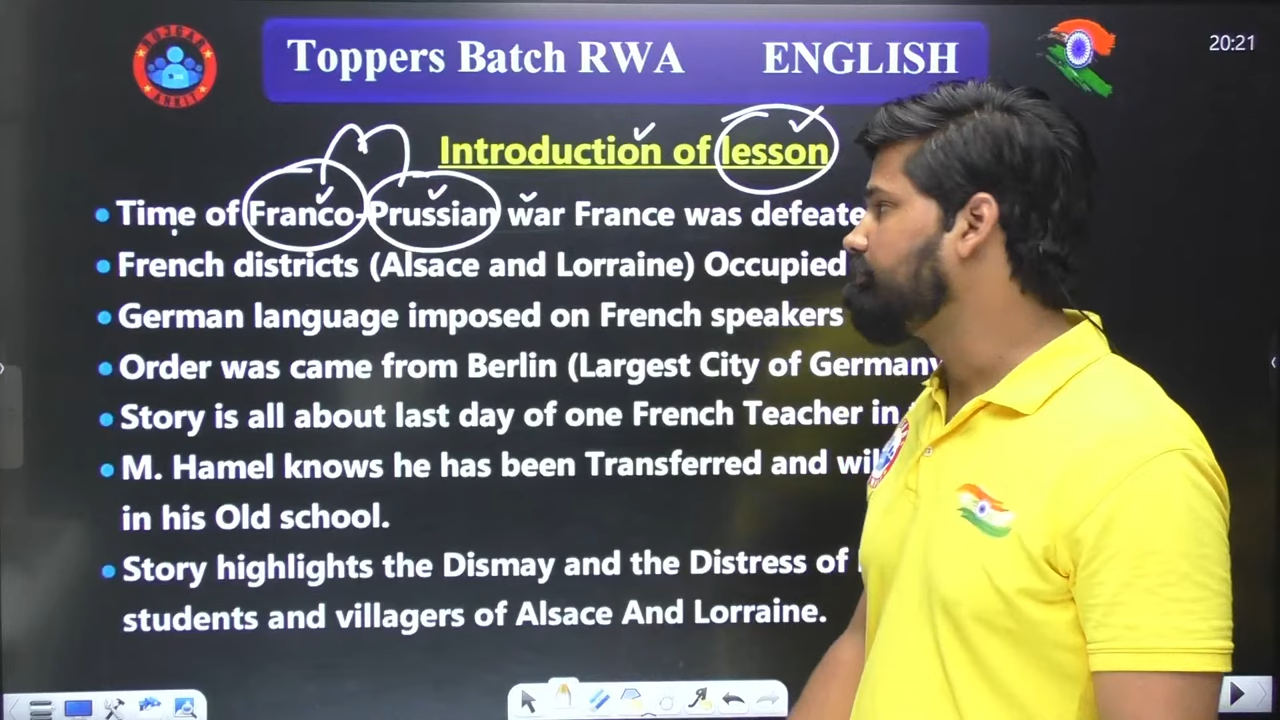 Toppers Batch RWA ENGLISH
20:21
Introduction of lesson
Time of Franco-Prussian war France was defeate
French districts (Alsace and Lorraine) Occupied
German language imposed on French speakers
Order was came from Berlin (Largest City of Germany
Story is all about last day of one French Teacher in
M. Hamel knows he has been Transferred and wil
in his Old school.
Story highlights the Dismay and the Distress of
students and villagers of Alsace And Lorraine.